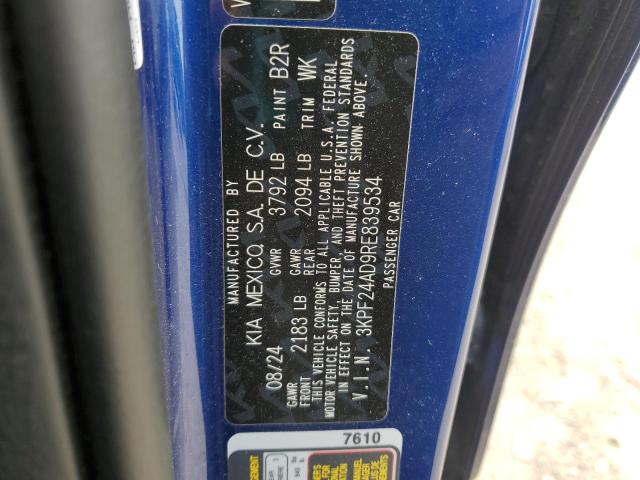 MANUFACTURED BY
KIA MEXICO, S.A. DE C.V.
08/24 GVWR 3792 LB PAINT B2R
GAWR FRONT 2183 LB GAWR REAR 2094 LB TRIM WK
THIS VEHICLE CONFORMS TO ALL APPLICABLE U.S.A. FEDERAL
MOTOR VEHICLE SAFETY, BUMPER, AND THEFT PREVENTION STANDARDS
IN EFFECT ON THE DATE OF MANUFACTURE SHOWN ABOVE.
V.I.N. 3KPF24AD9RE839534
PASSENGER CAR
7610